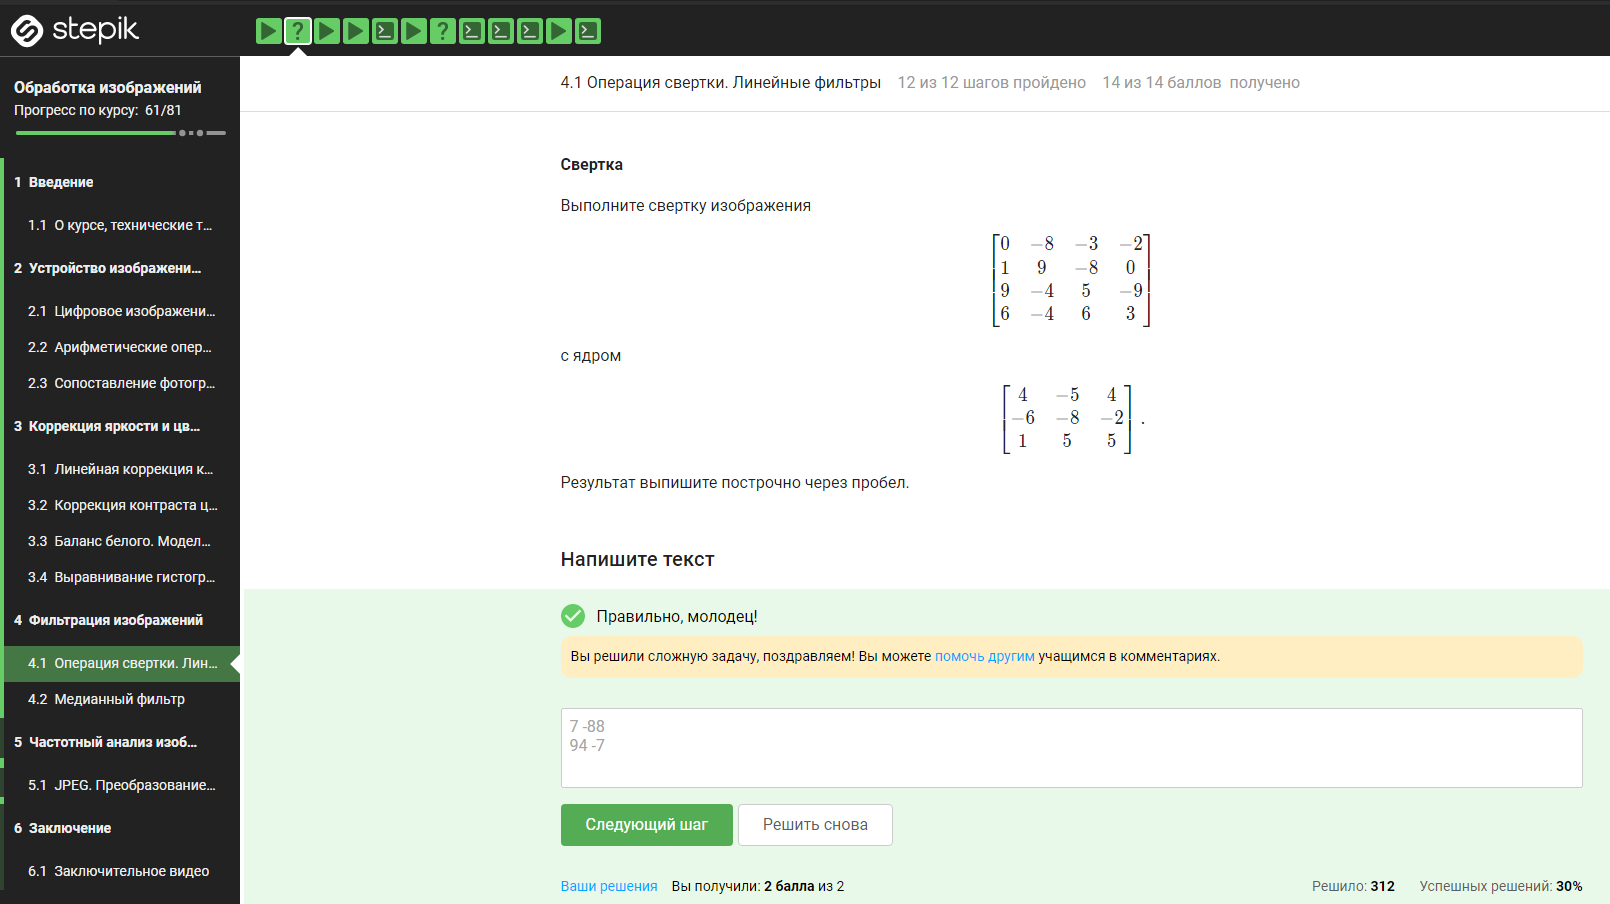 stepik
Обработка изображений
Прогресс по курсу: 61/81
1 Введение
1.1 О курсе, технические т...
2 Устройство изображени...
2.1 Цифровое изображени...
2.2 Арифметические опер...
2.3 Сопоставление фотогр...
3 Коррекция яркости и цв...
3.1 Линейная коррекция к...
3.2 Коррекция контраста ц...
3.3 Баланс белого. Модел...
3.4 Выравнивание гистогр...
4 Фильтрация изображений
4.1 Операция свертки. Лин...
4.2 Медианный фильтр
5 Частотный анализ изоб...
5.1 JPEG. Преобразование...
6 Заключение
6.1 Заключительное видео
4.1 Операция свертки. Линейные фильтры 12 из 12 шагов пройдено 14 из 14 баллов получено
Свертка
Выполните свертку изображения
0 −8 −3 −2
1 9 −8 0
9 −4 5 −9
6 −4 6 3
с ядром
4 −5 4
−6 −8 −2
1 5 5
.
Результат выпишите построчно через пробел.
Напишите текст
Правильно, молодец!
Вы решили сложную задачу, поздравляем! Вы можете помочь другим учащимся в комментариях.
7 -88
94 -7
Следующий шаг Решить снова
Ваши решения Вы получили: 2 балла из 2 Решило: 312 Успешных решений: 30%